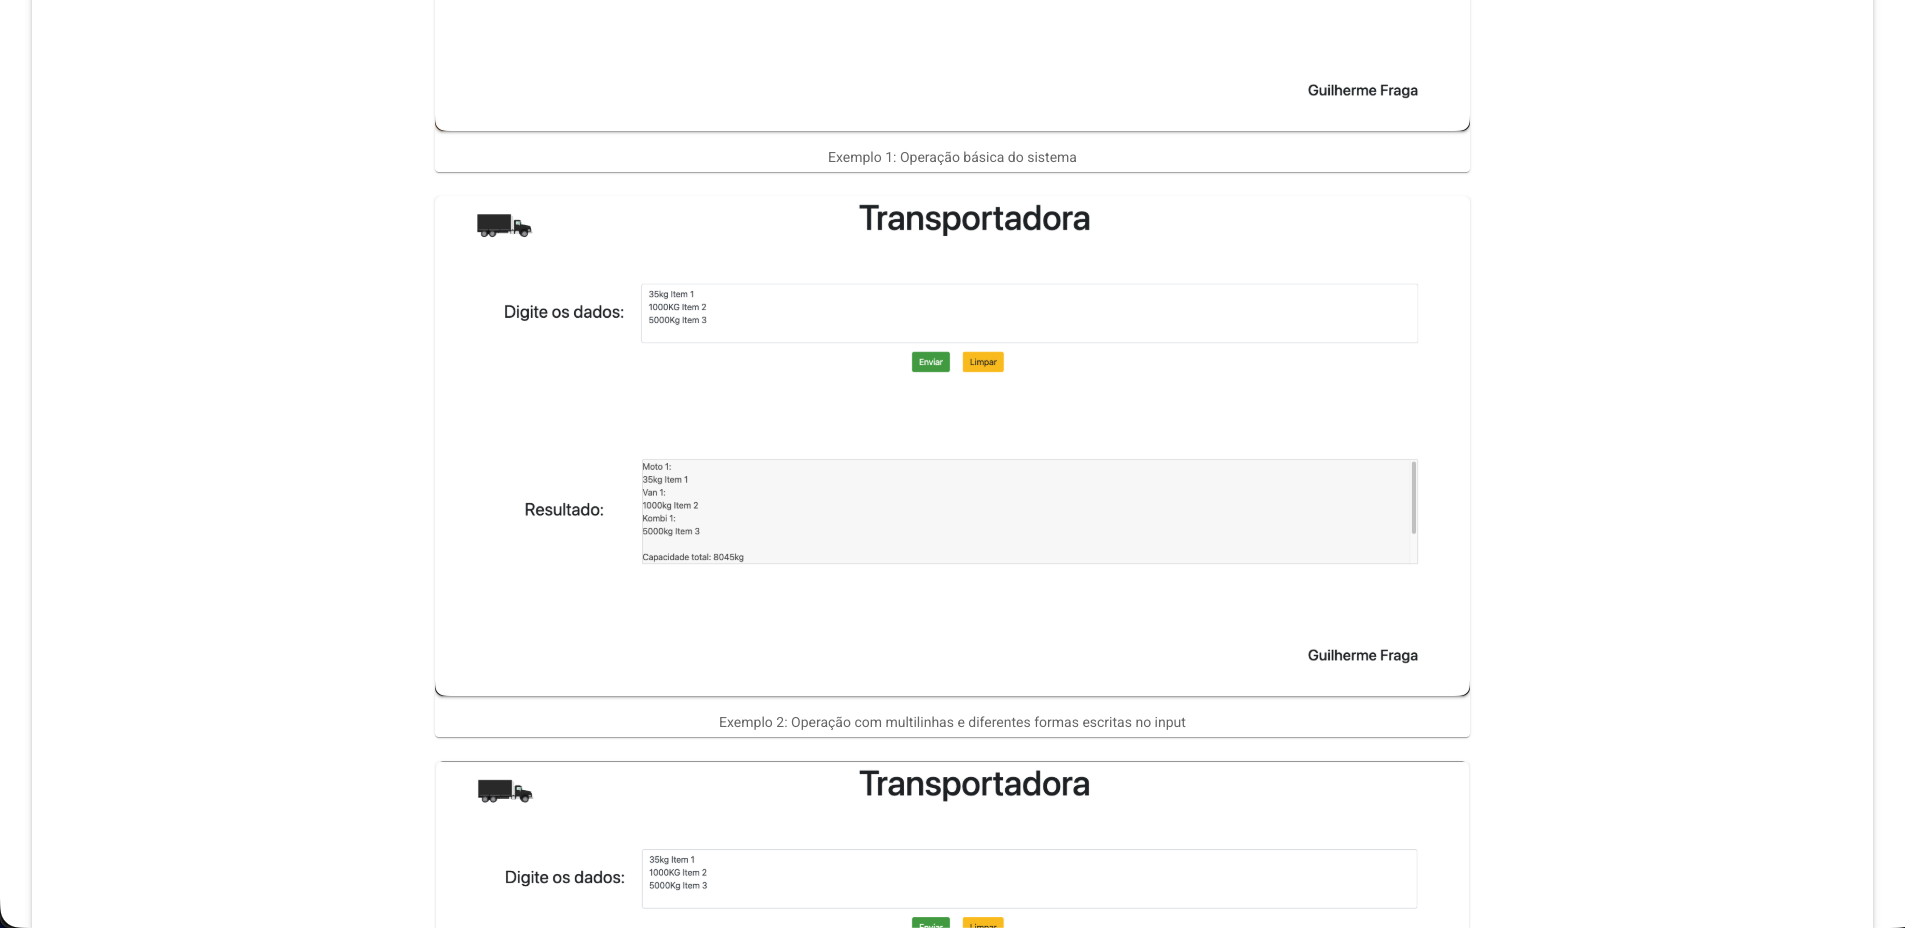 Guilherme Fraga
Exemplo 1: Operação básica do sistema
Transportadora
Digite os dados:
35kg Item 1
1000KG Item 2
5000Kg Item 3
Enviar
Limpar
Resultado:
Moto 1:
35kg Item 1
Van 1:
1000kg Item 2
Kombi 1:
5000kg Item 3
Capacidade total: 8045kg
Guilherme Fraga
Exemplo 2: Operação com multilinhas e diferentes formas escritas no input
Transportadora
Digite os dados:
35kg Item 1
1000KG Item 2
5000Kg Item 3
Enviar
Limpar